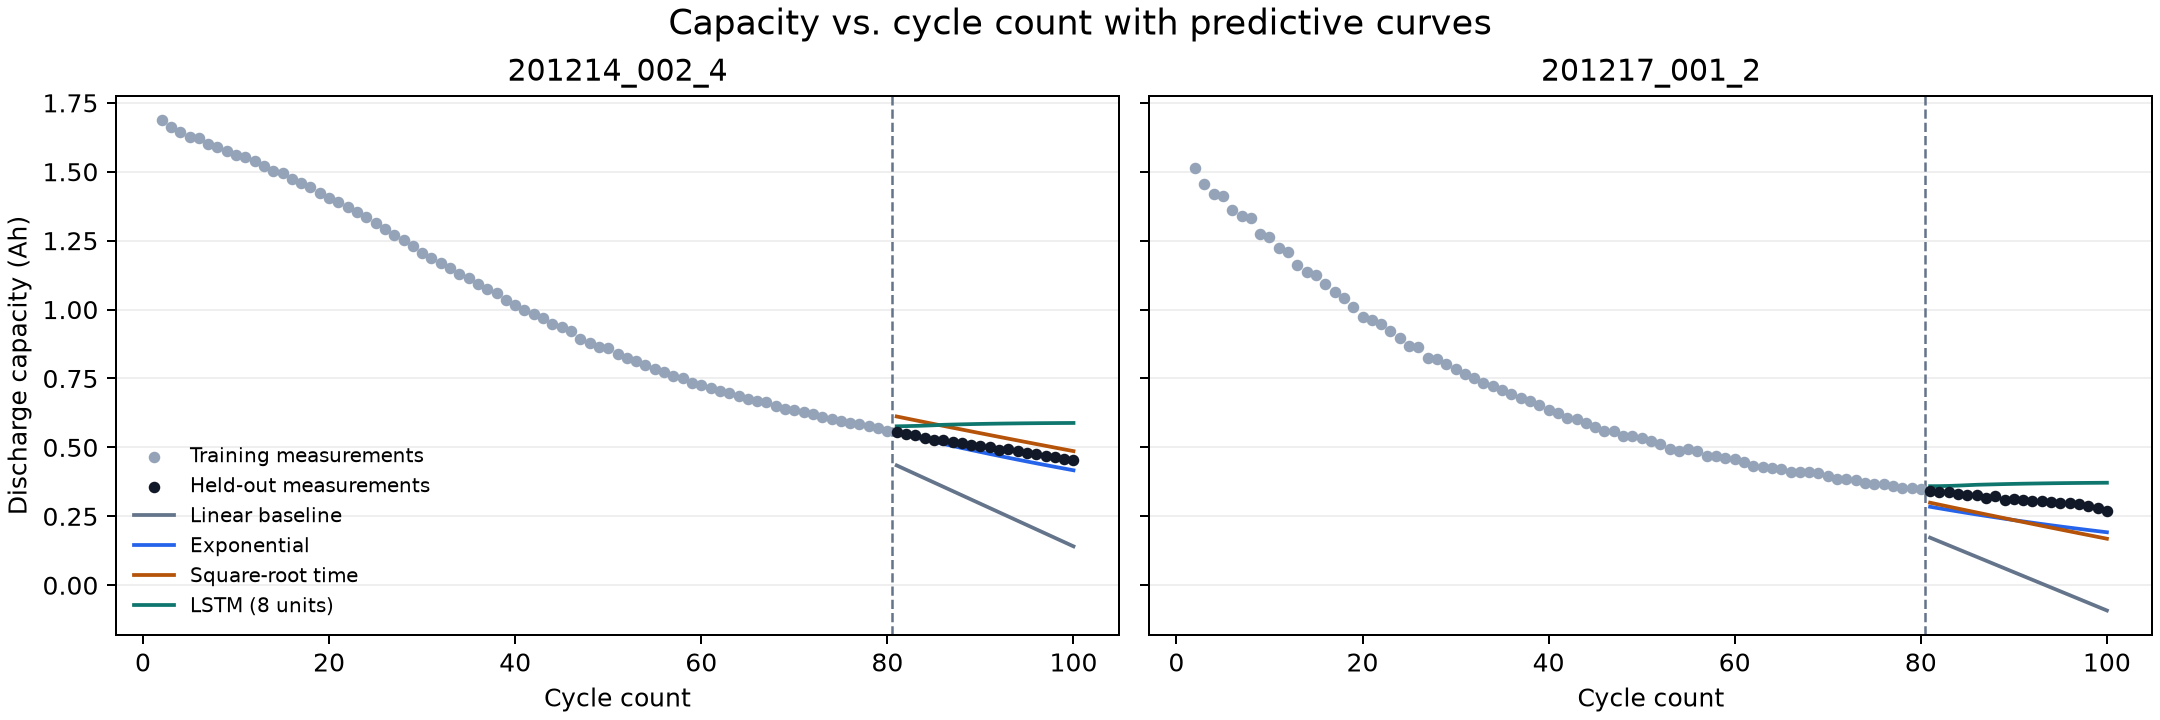 Capacity vs. cycle count with predictive curves
201214_002_4
201217_001_2
Discharge capacity (Ah)
1.75
1.50
1.25
1.00
0.75
0.50
0.25
0.00
Training measurements
Held-out measurements
Linear baseline
Exponential
Square-root time
LSTM (8 units)
0 20 40 60 80 100
0 20 40 60 80 100
Cycle count
Cycle count